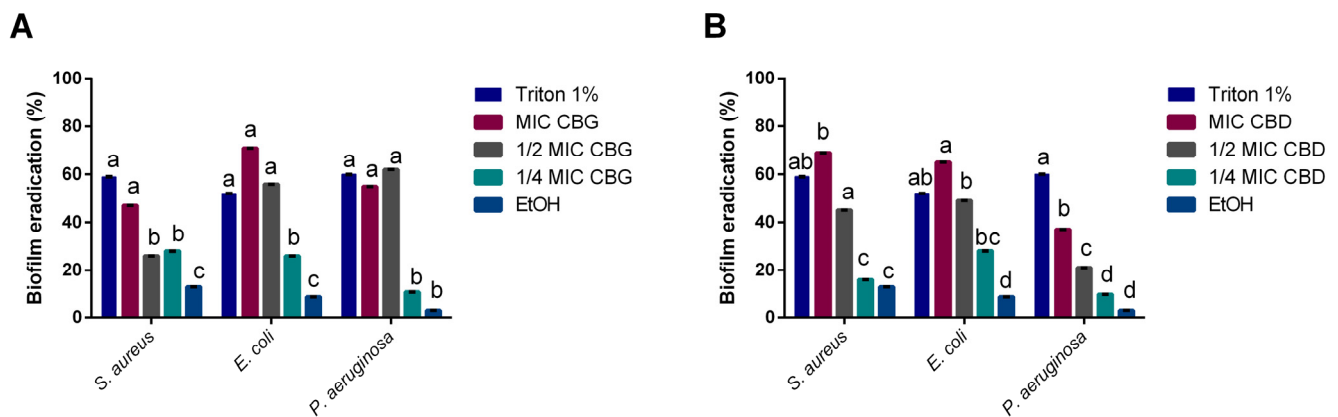 A
Biofilm eradication (%)
100
80
60
40
20
0
a
a
b
b
c
a
a
a
b
c
a
a
a
b
b
S. aureus
E. coli
P. aeruginosa
Triton 1%
MIC CBG
1/2 MIC CBG
1/4 MIC CBG
EtOH
B
Biofilm eradication (%)
100
80
60
40
20
0
ab
b
a
c
c
ab
a
b
bc
d
a
b
c
d
d
S. aureus
E. coli
P. aeruginosa
Triton 1%
MIC CBD
1/2 MIC CBD
1/4 MIC CBD
EtOH